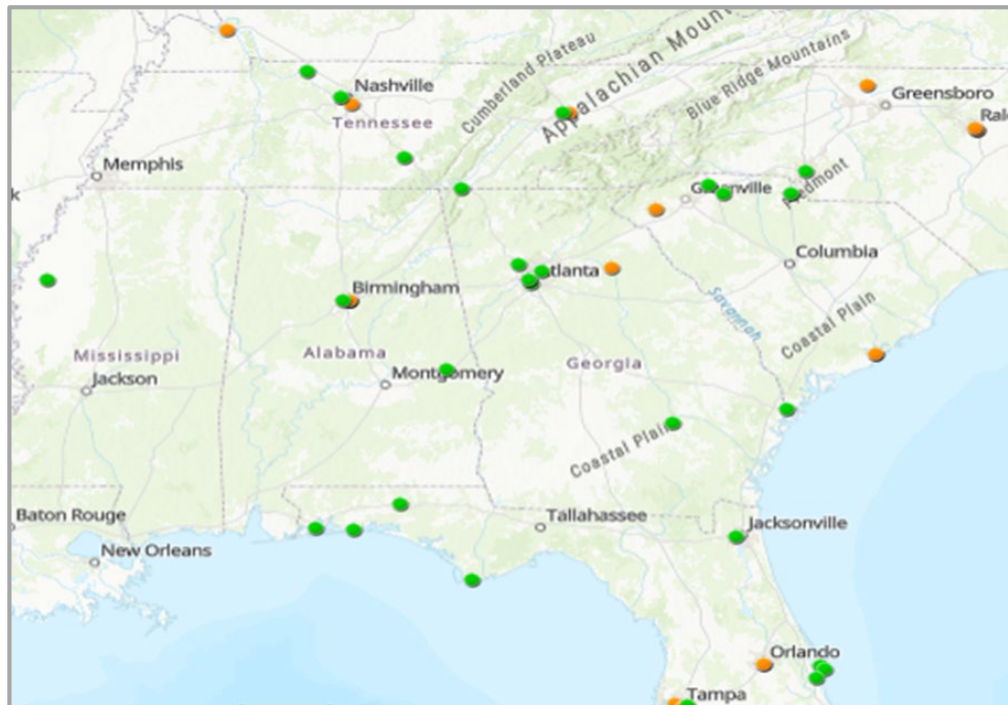 Cumberland Plateau
Appalachian Moun
Blue Ridge Mountains
Nashville
Tennessee
Greensboro
Ral
Memphis
k
Piedmont
Columbia
Atlanta
Birmingham
Savannah
Coastal Plain
Mississippi
Alabama
Georgia
Jackson
Montgomery
Coastal Plain
Baton Rouge
Tallahassee
Jacksonville
New Orleans
Orlando
Tampa